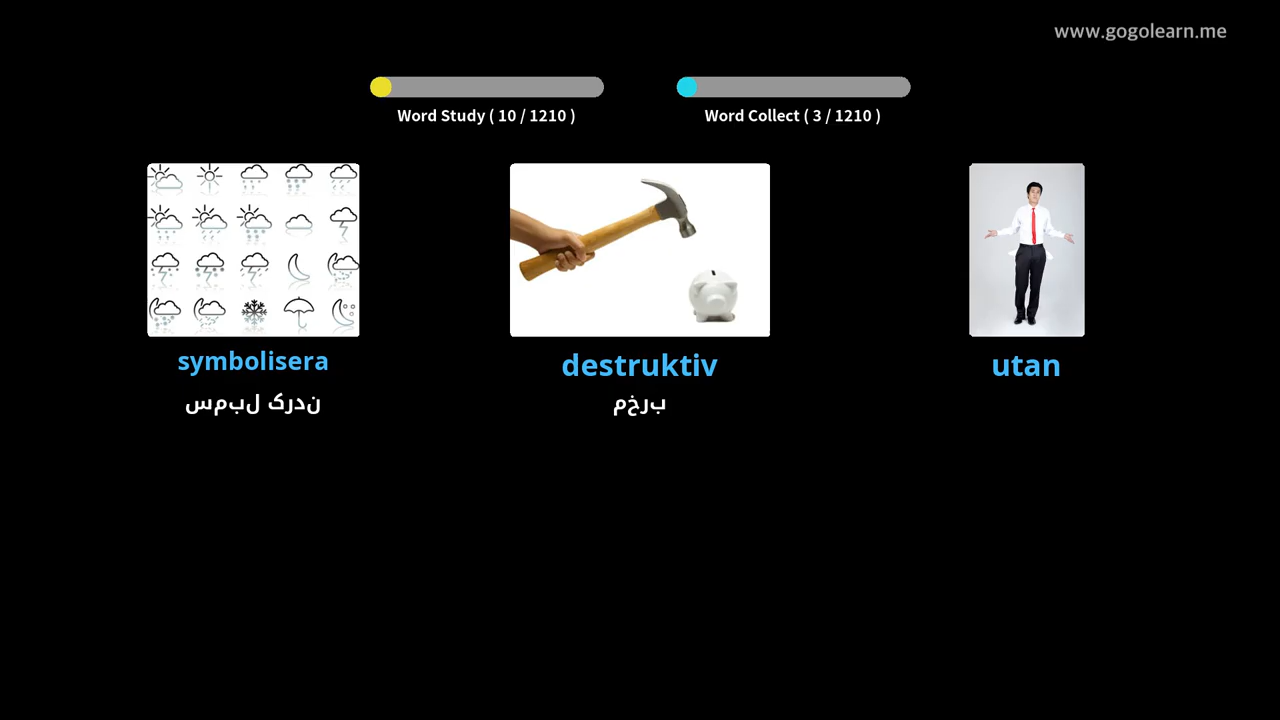 www.gogolearn.me
Word Study ( 10 / 1210 )
Word Collect ( 3 / 1210 )
symbolisera
destruktiv
utan
سمبل کردن
مخرب